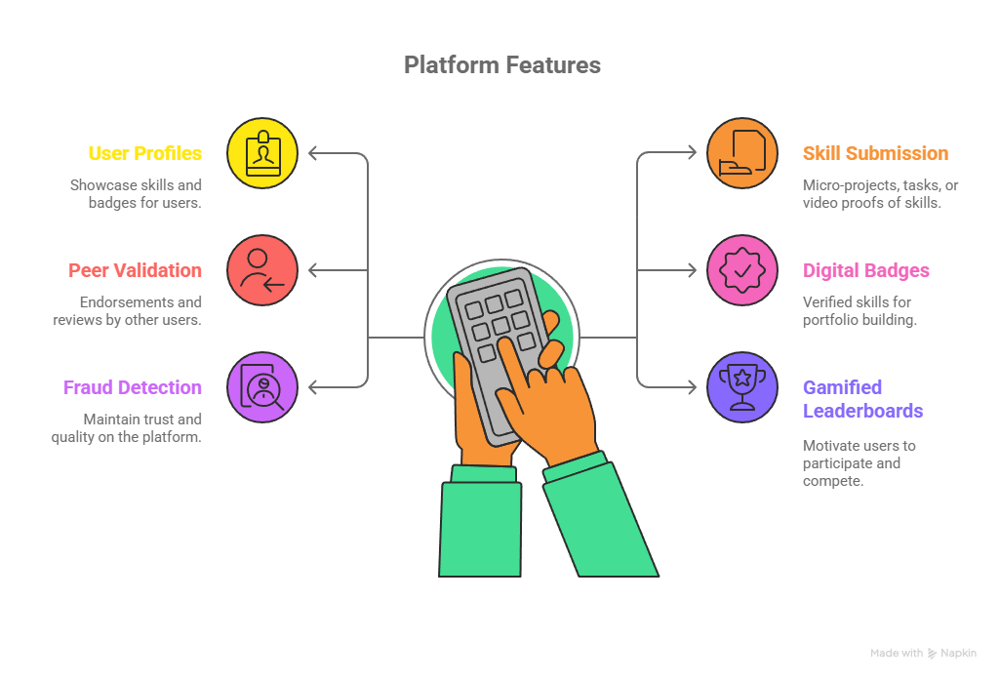 Platform Features
User Profiles
Showcase skills and
badges for users.
Peer Validation
Endorsements and
reviews by other users.
Fraud Detection
Maintain trust and
quality on the platform.
Skill Submission
Micro-projects, tasks, or
video proofs of skills.
Digital Badges
Verified skills for
portfolio building.
Gamified
Leaderboards
Motivate users to
participate and
compete.
Made with Napkin